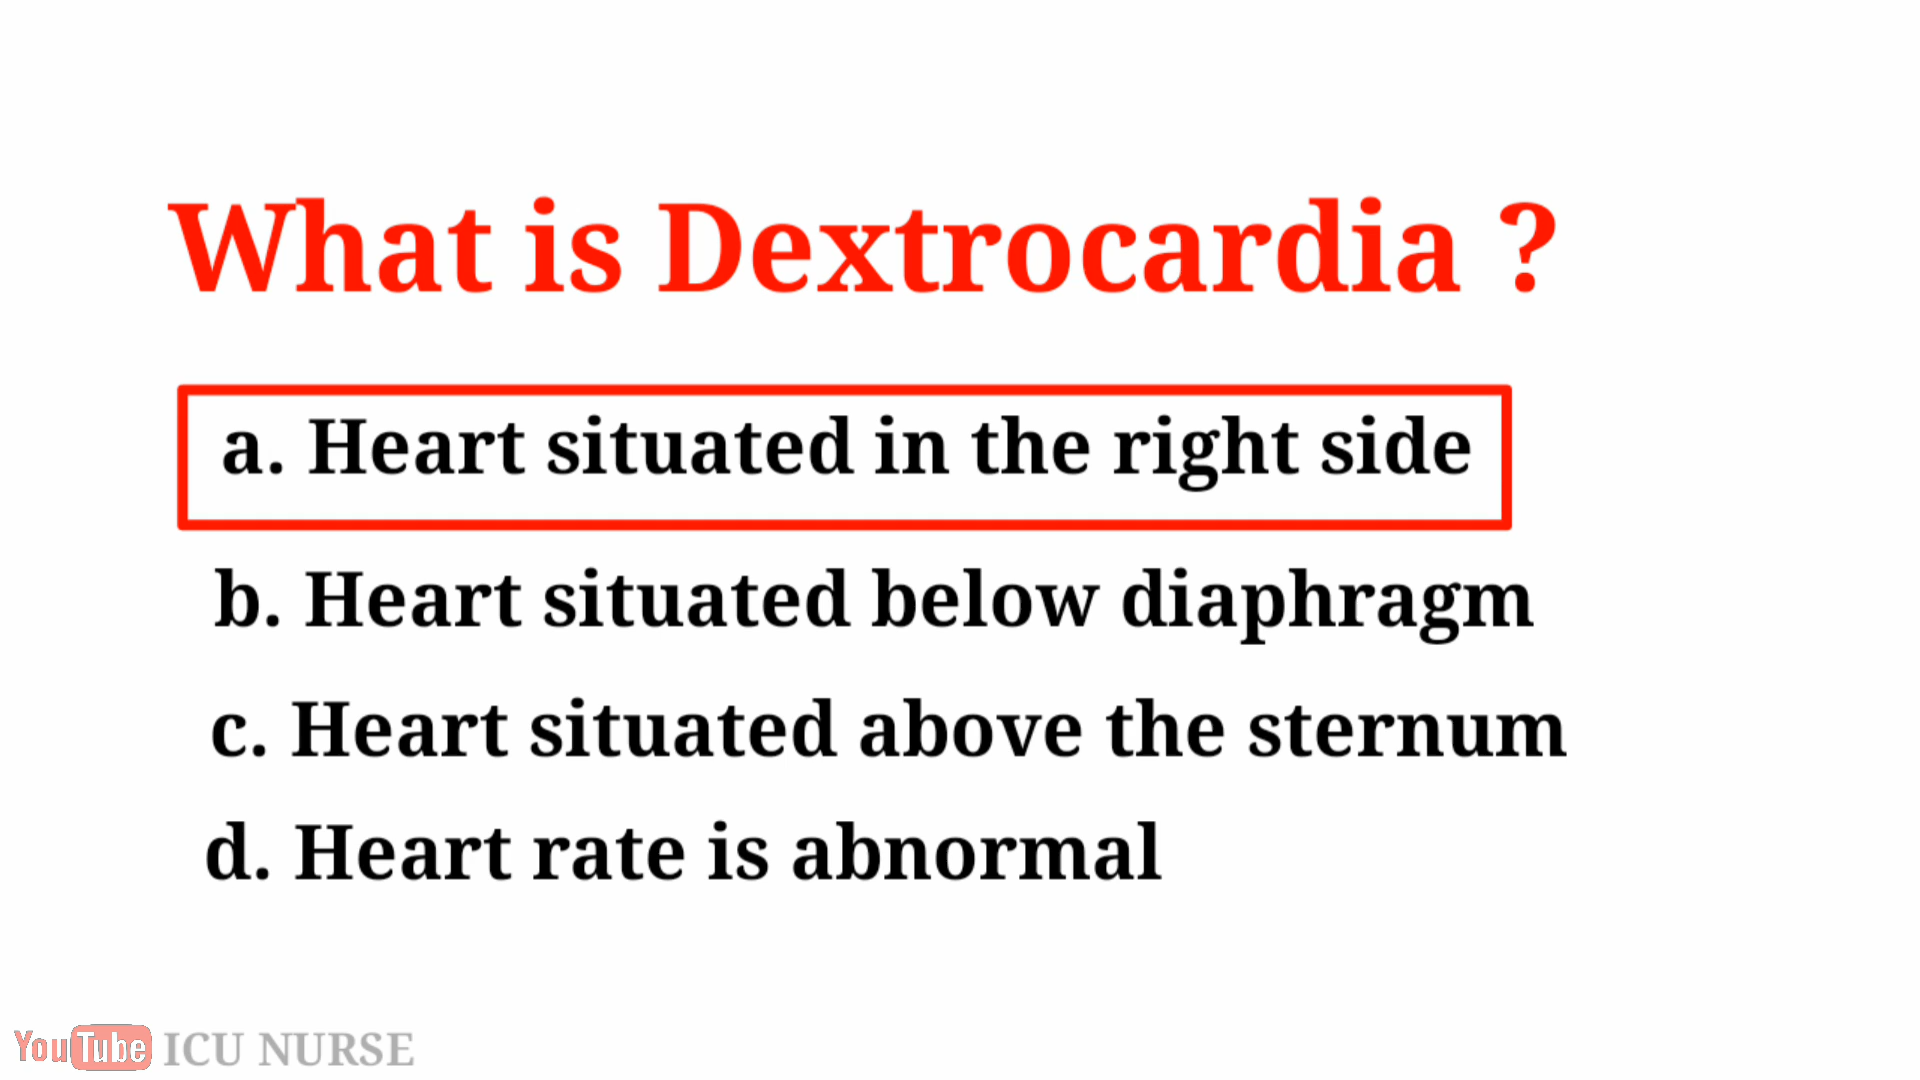 What is Dextrocardia ?
a. Heart situated in the right side
b. Heart situated below diaphragm
c. Heart situated above the sternum
d. Heart rate is abnormal
YouTube ICU NURSE